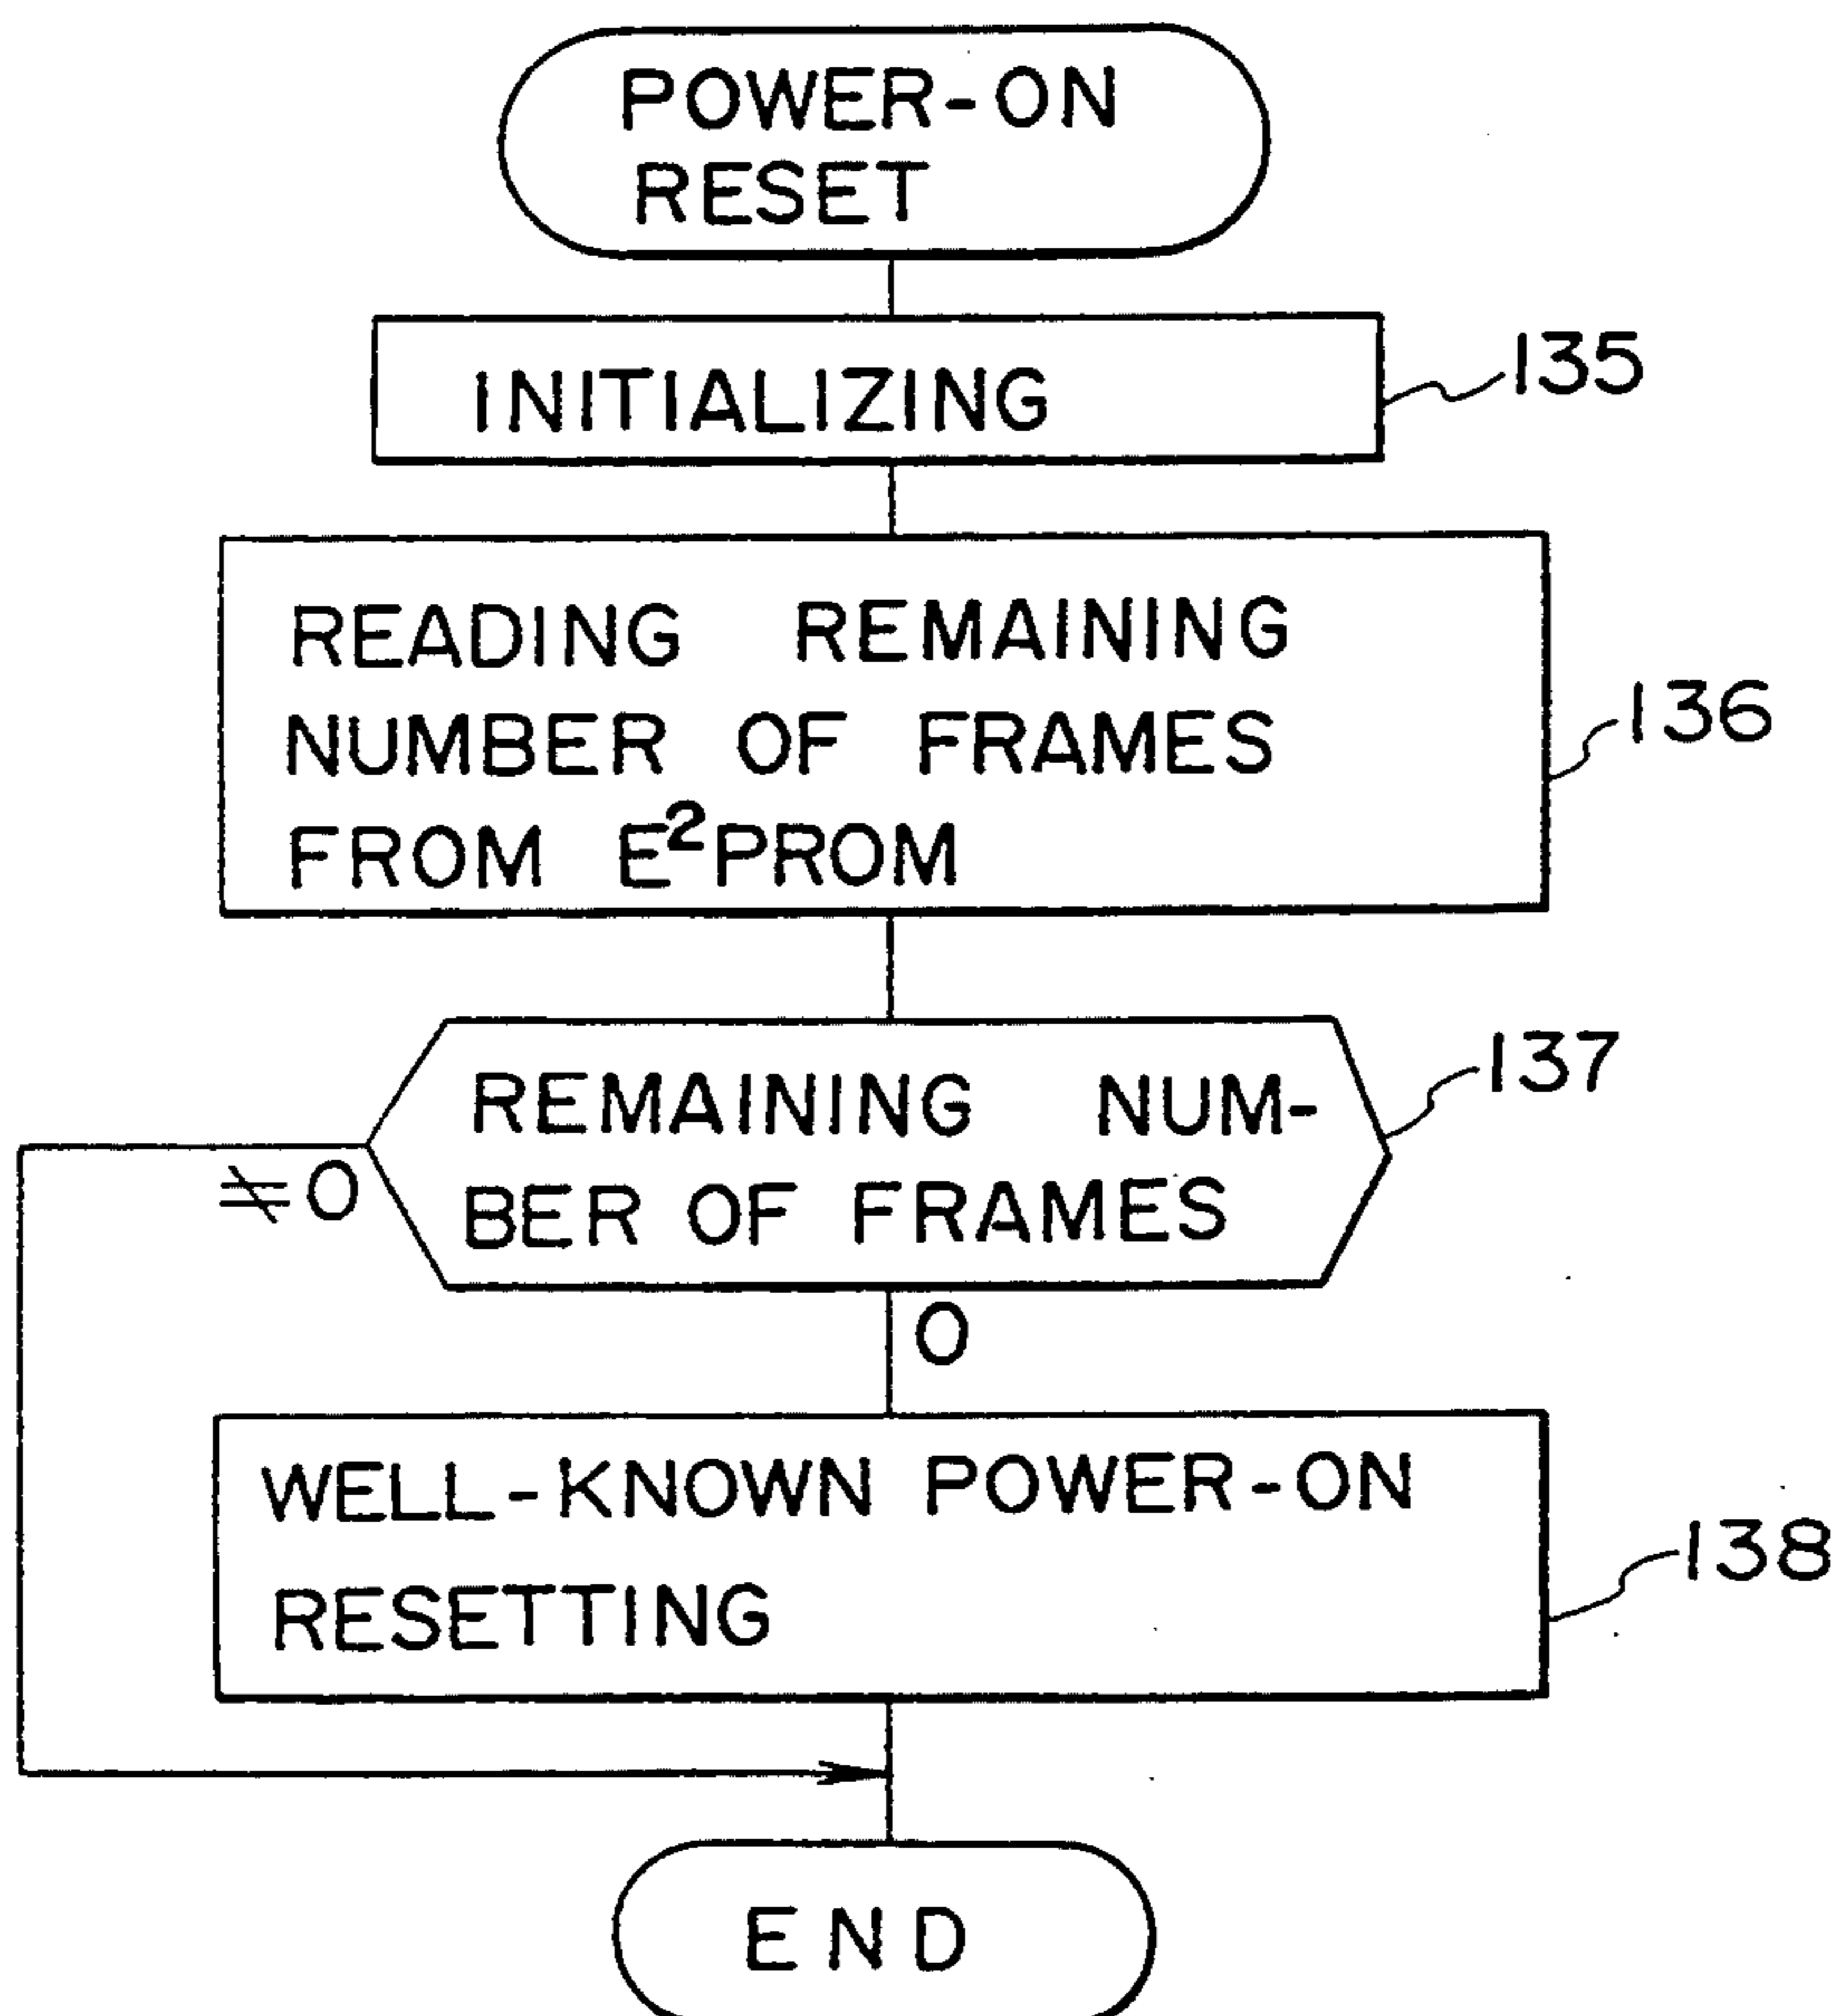 POWER-ON
RESET
INITIALIZING
135
READING REMAINING
NUMBER OF FRAMES
FROM E²PROM
136
REMAINING NUM-
BER OF FRAMES
137
≠0
0
WELL-KNOWN POWER-ON
RESETTING
138
END